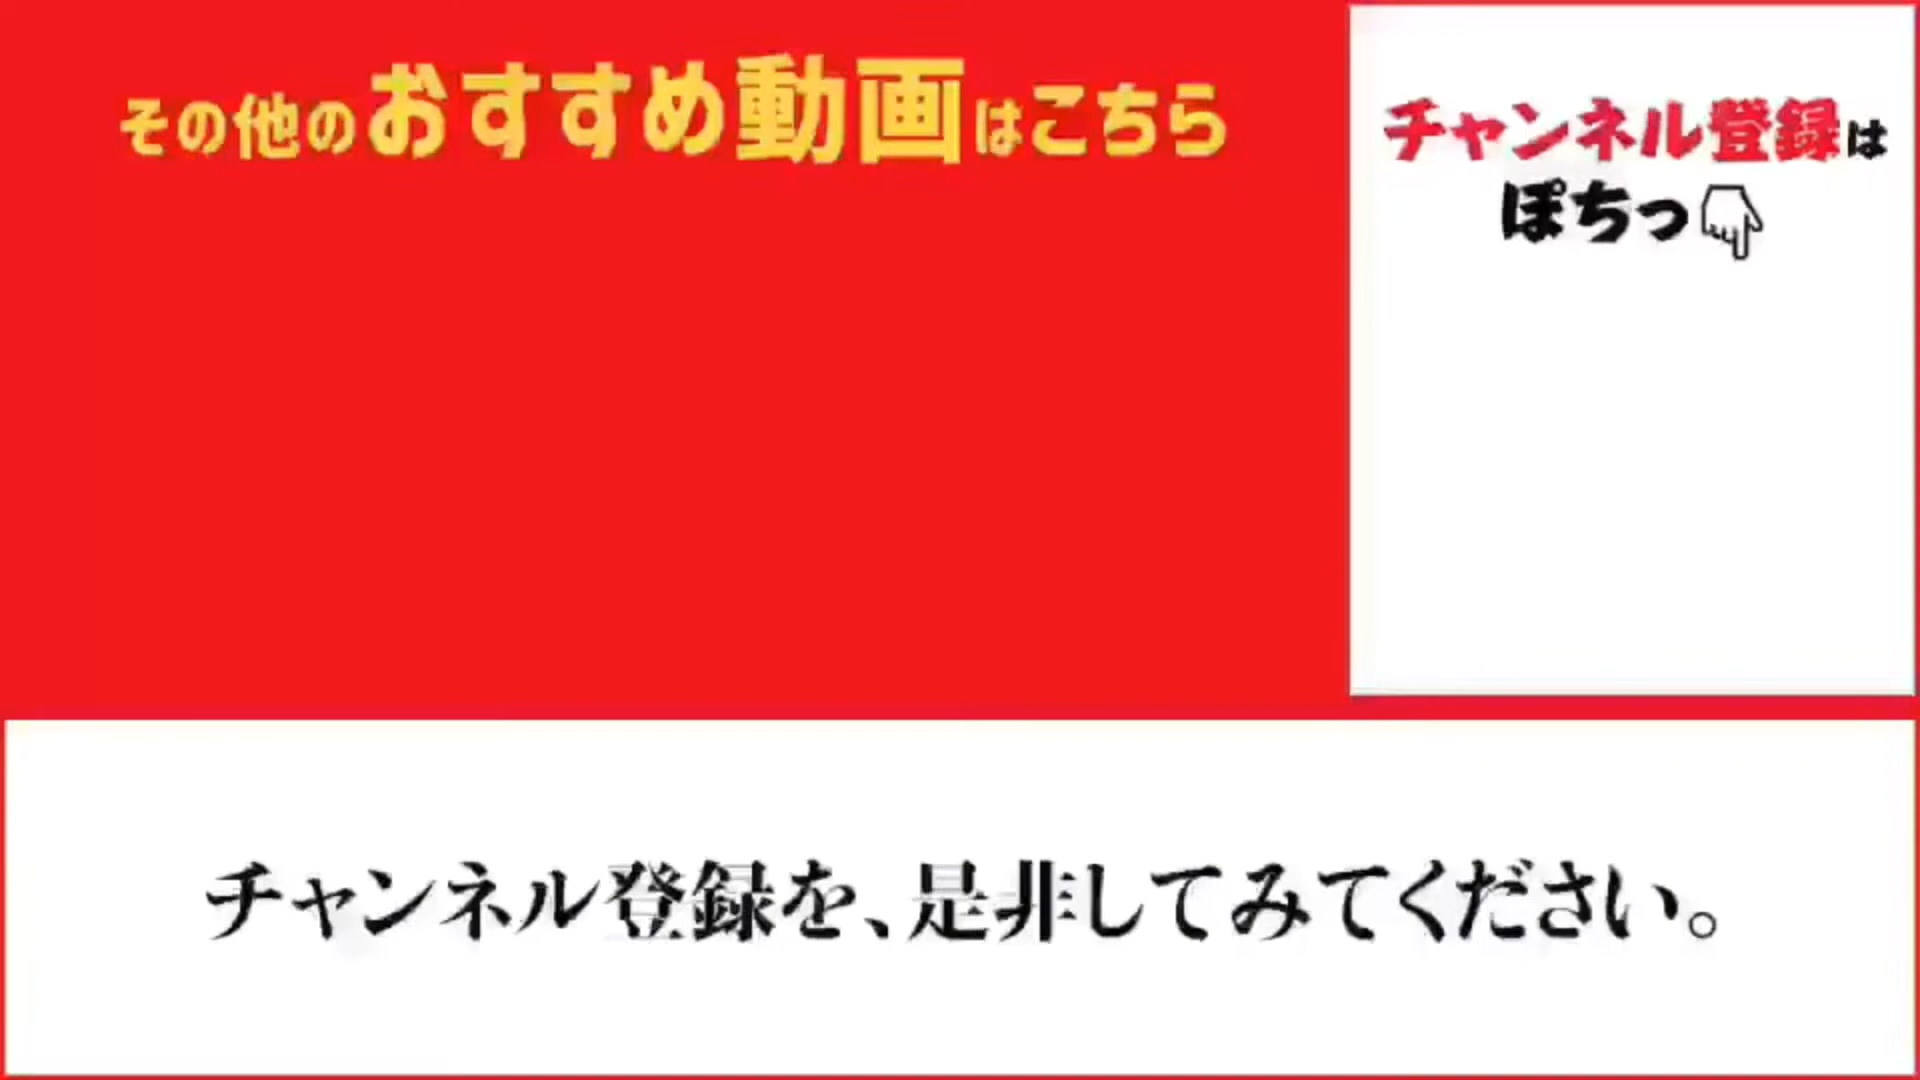 その他のおすすめ動画はこちら
チャンネル登録は
ぽちっ
チャンネル登録を、是非してみてください。